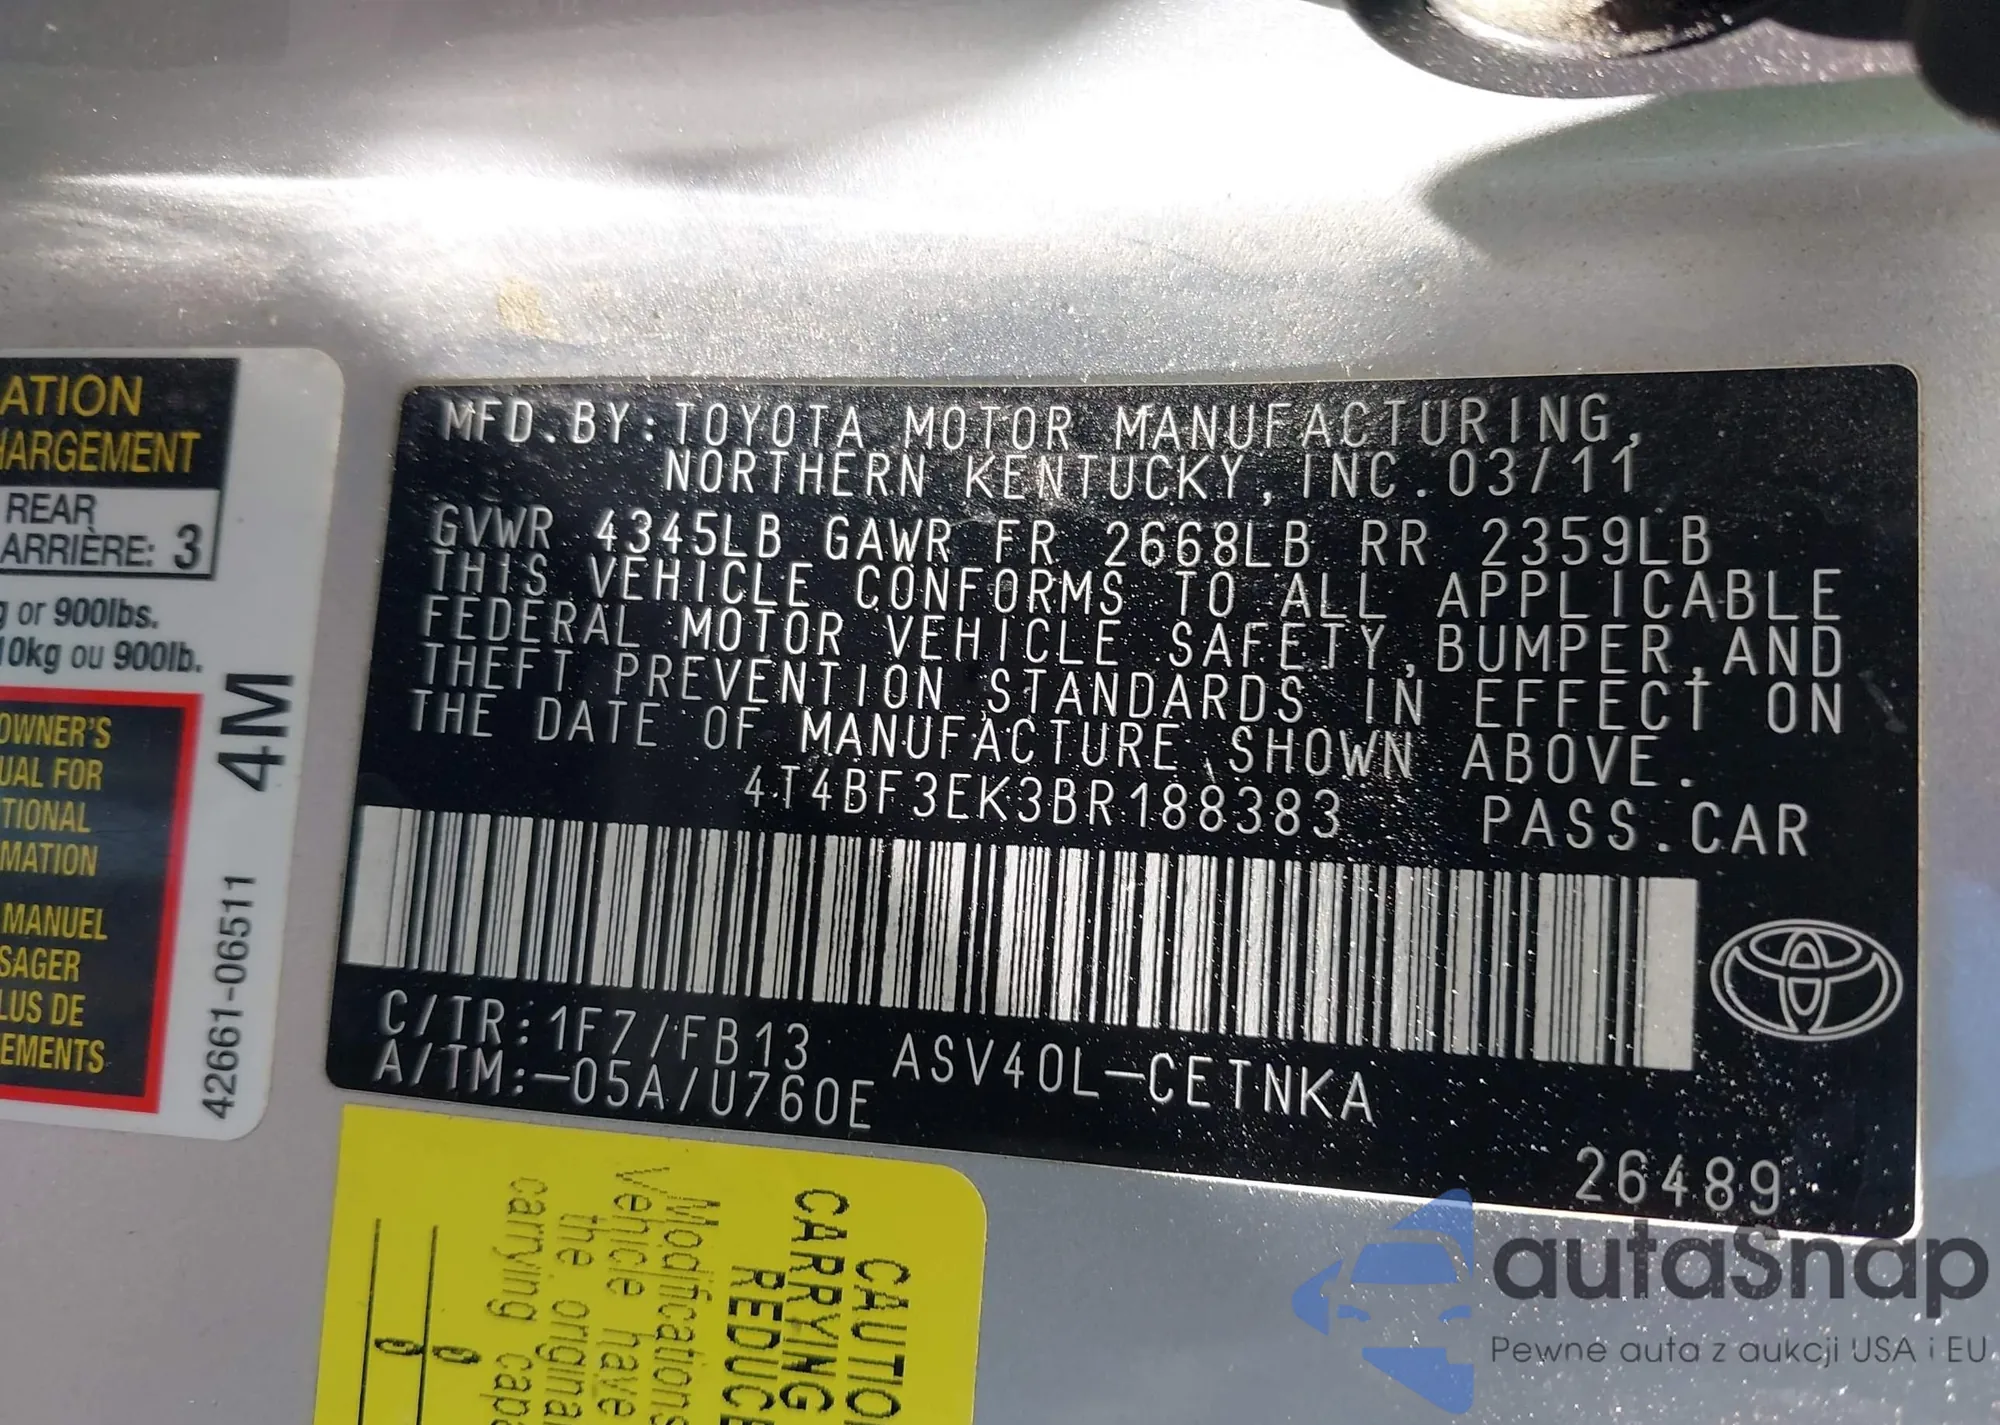 ATION
HARGEMENT
REAR
ARRIÈRE: 3
g or 900lbs.
10kg ou 900lb.
OWNER'S
UAL FOR
TIONAL
MATION
MANUEL
SAGER
LUS DE
EMENTS
4M
42661-06511
MFD.BY:TOYOTA MOTOR MANUFACTURING,
NORTHERN KENTUCKY, INC.03/11
GVWR 4345LB GAWR FR 2668LB RR 2359LB
THIS VEHICLE CONFORMS TO ALL APPLICABLE
FEDERAL MOTOR VEHICLE SAFETY,BUMPER,AND
THEFT PREVENTION STANDARDS IN EFFECT ON
THE DATE OF MANUFACTURE SHOWN ABOVE.
4T4BF3EK3BR188383 PASS.CAR
C/TR:1F7/FB13 ASV40L-CETNKA
A/TM:-05A/U760E
26489
CAUTIO
CARRYING
REDUCE
Modifications
Vehicle have
the origina
carrying capa
0
0
autaSnap
Pewne auta z aukcji USA i EU